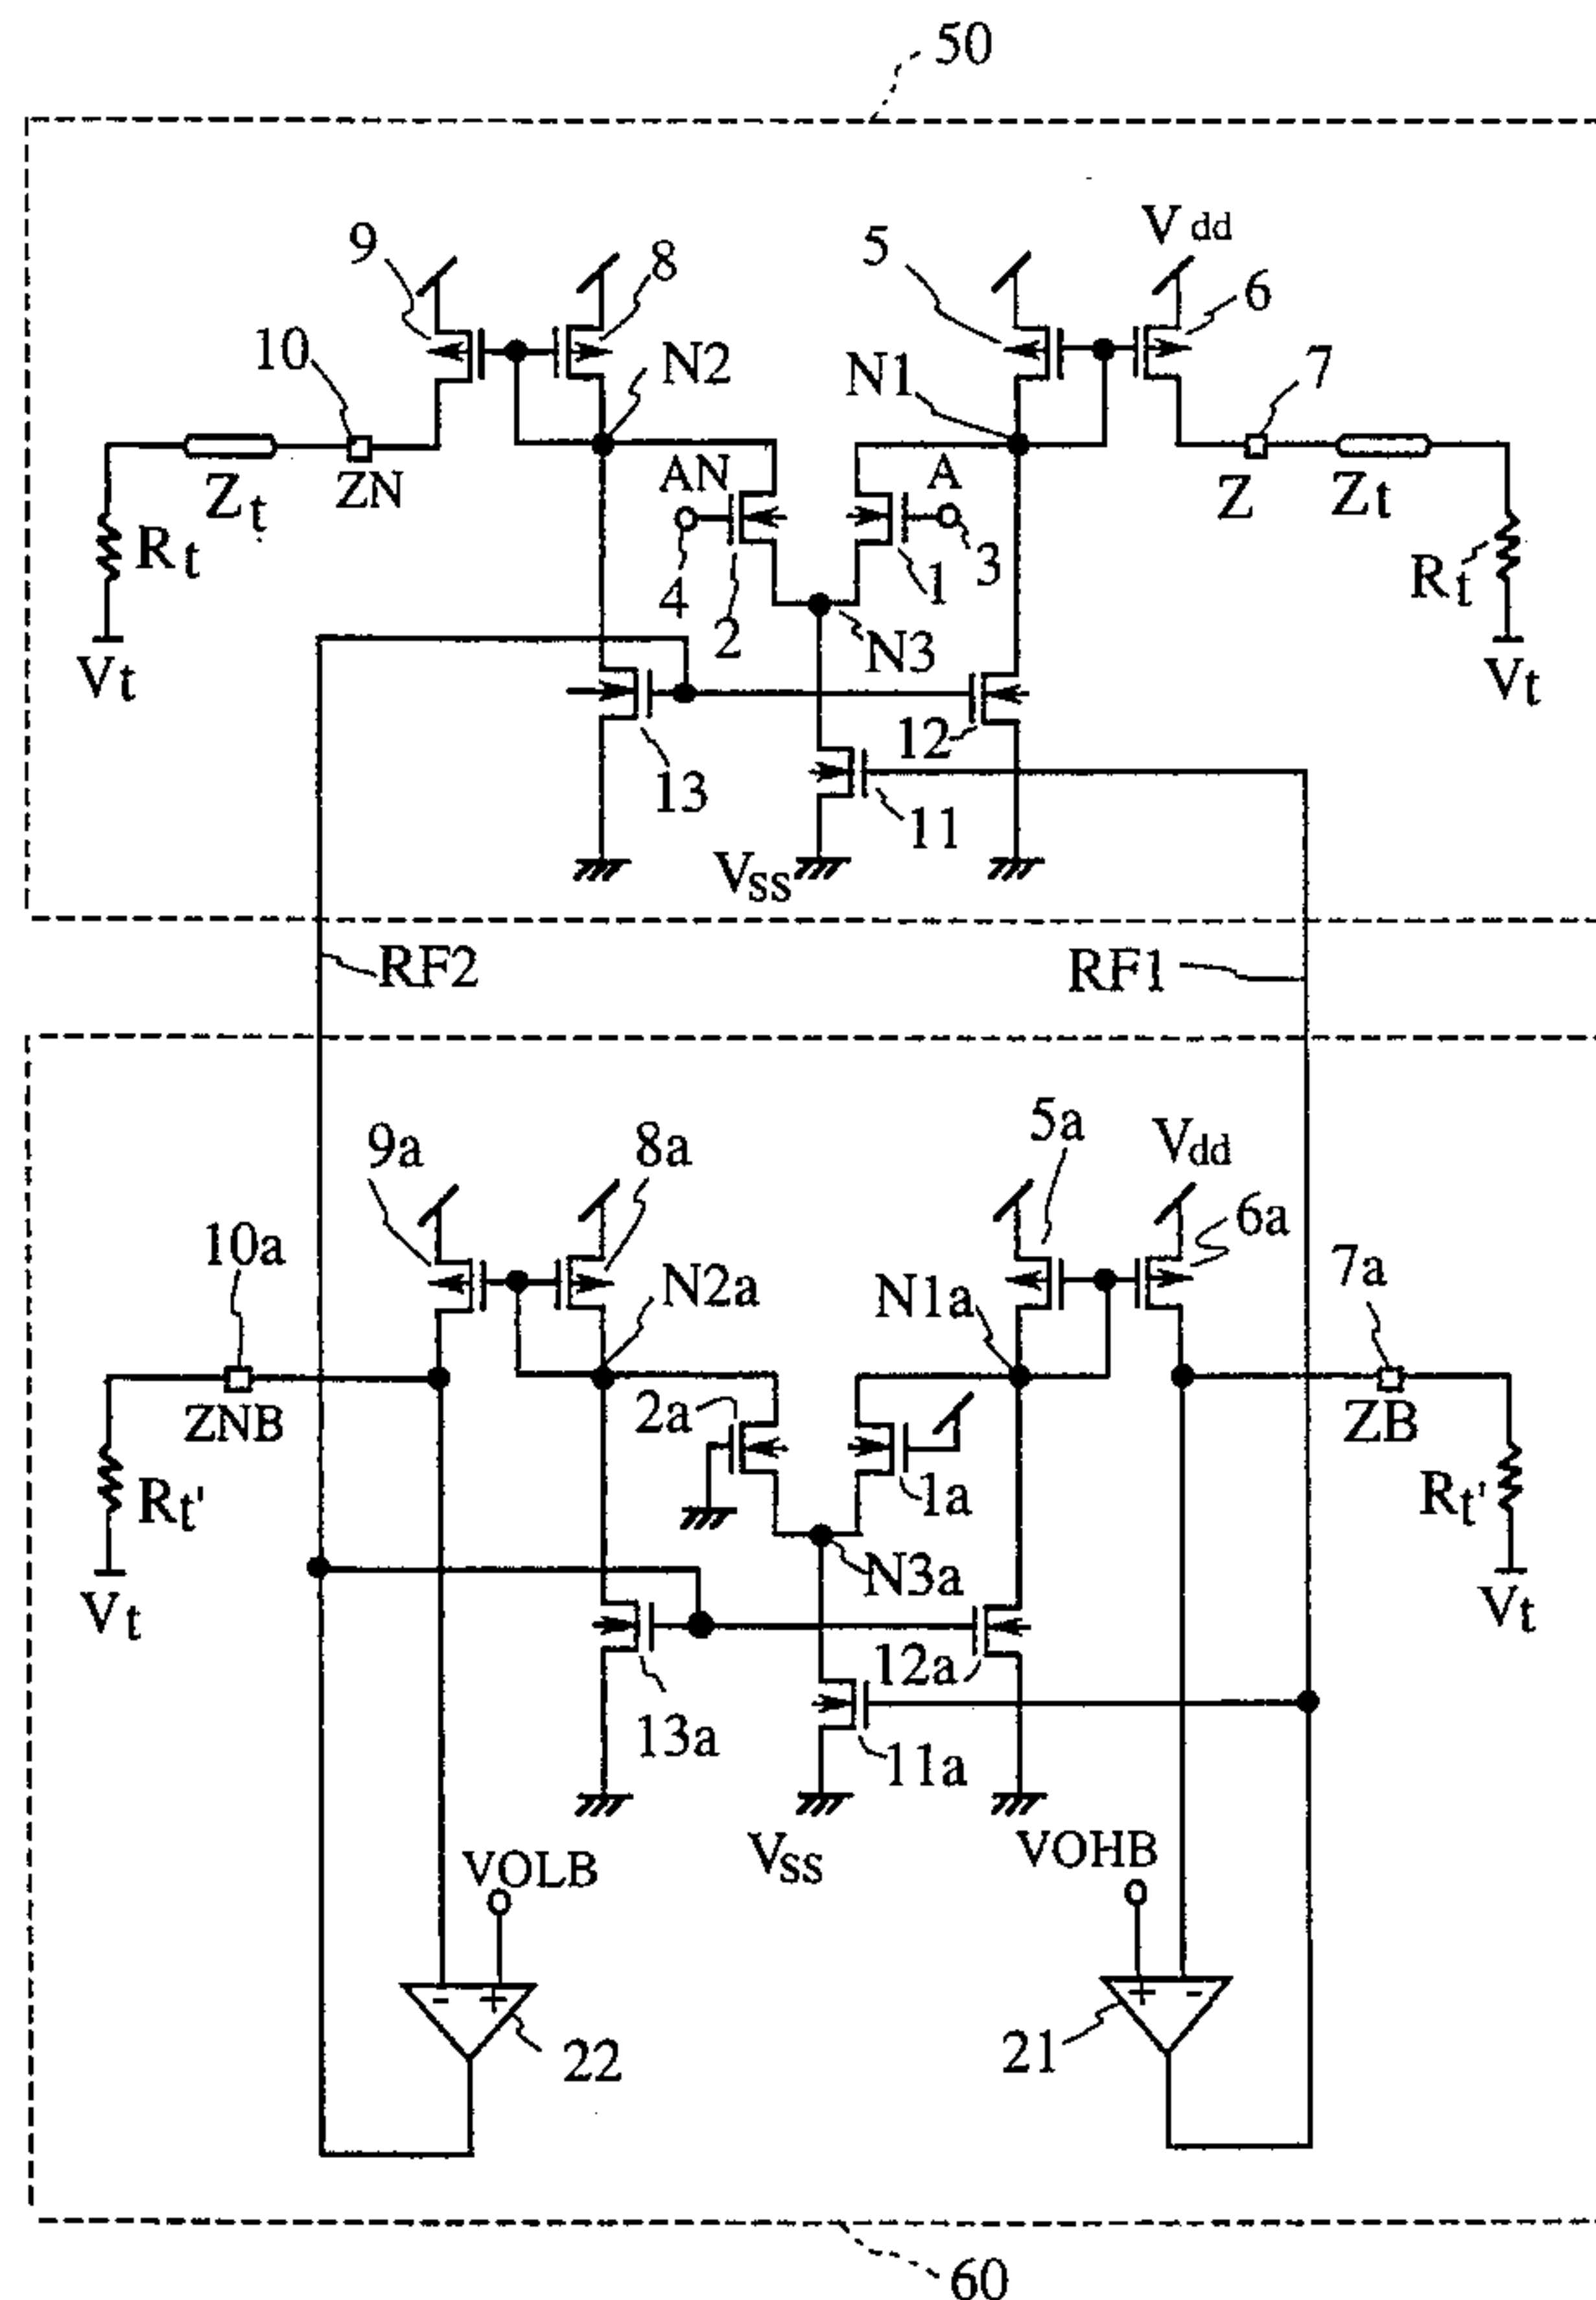 50
9
8
5
Vdd
6
10
N2
N1
7
Zt
ZN
AN
A
Z
Zt
Rt
4
2
1
3
Rt
Vt
N3
Vt
13
12
11
Vss
RF2
RF1
9a
8a
5a
Vdd
6a
10a
N2a
N1a
7a
ZNB
2a
ZB
Rt'
1a
Rt'
Vt
N3a
Vt
13a
12a
11a
VOLB
Vss
VOHB
- +
+ -
22
21
60